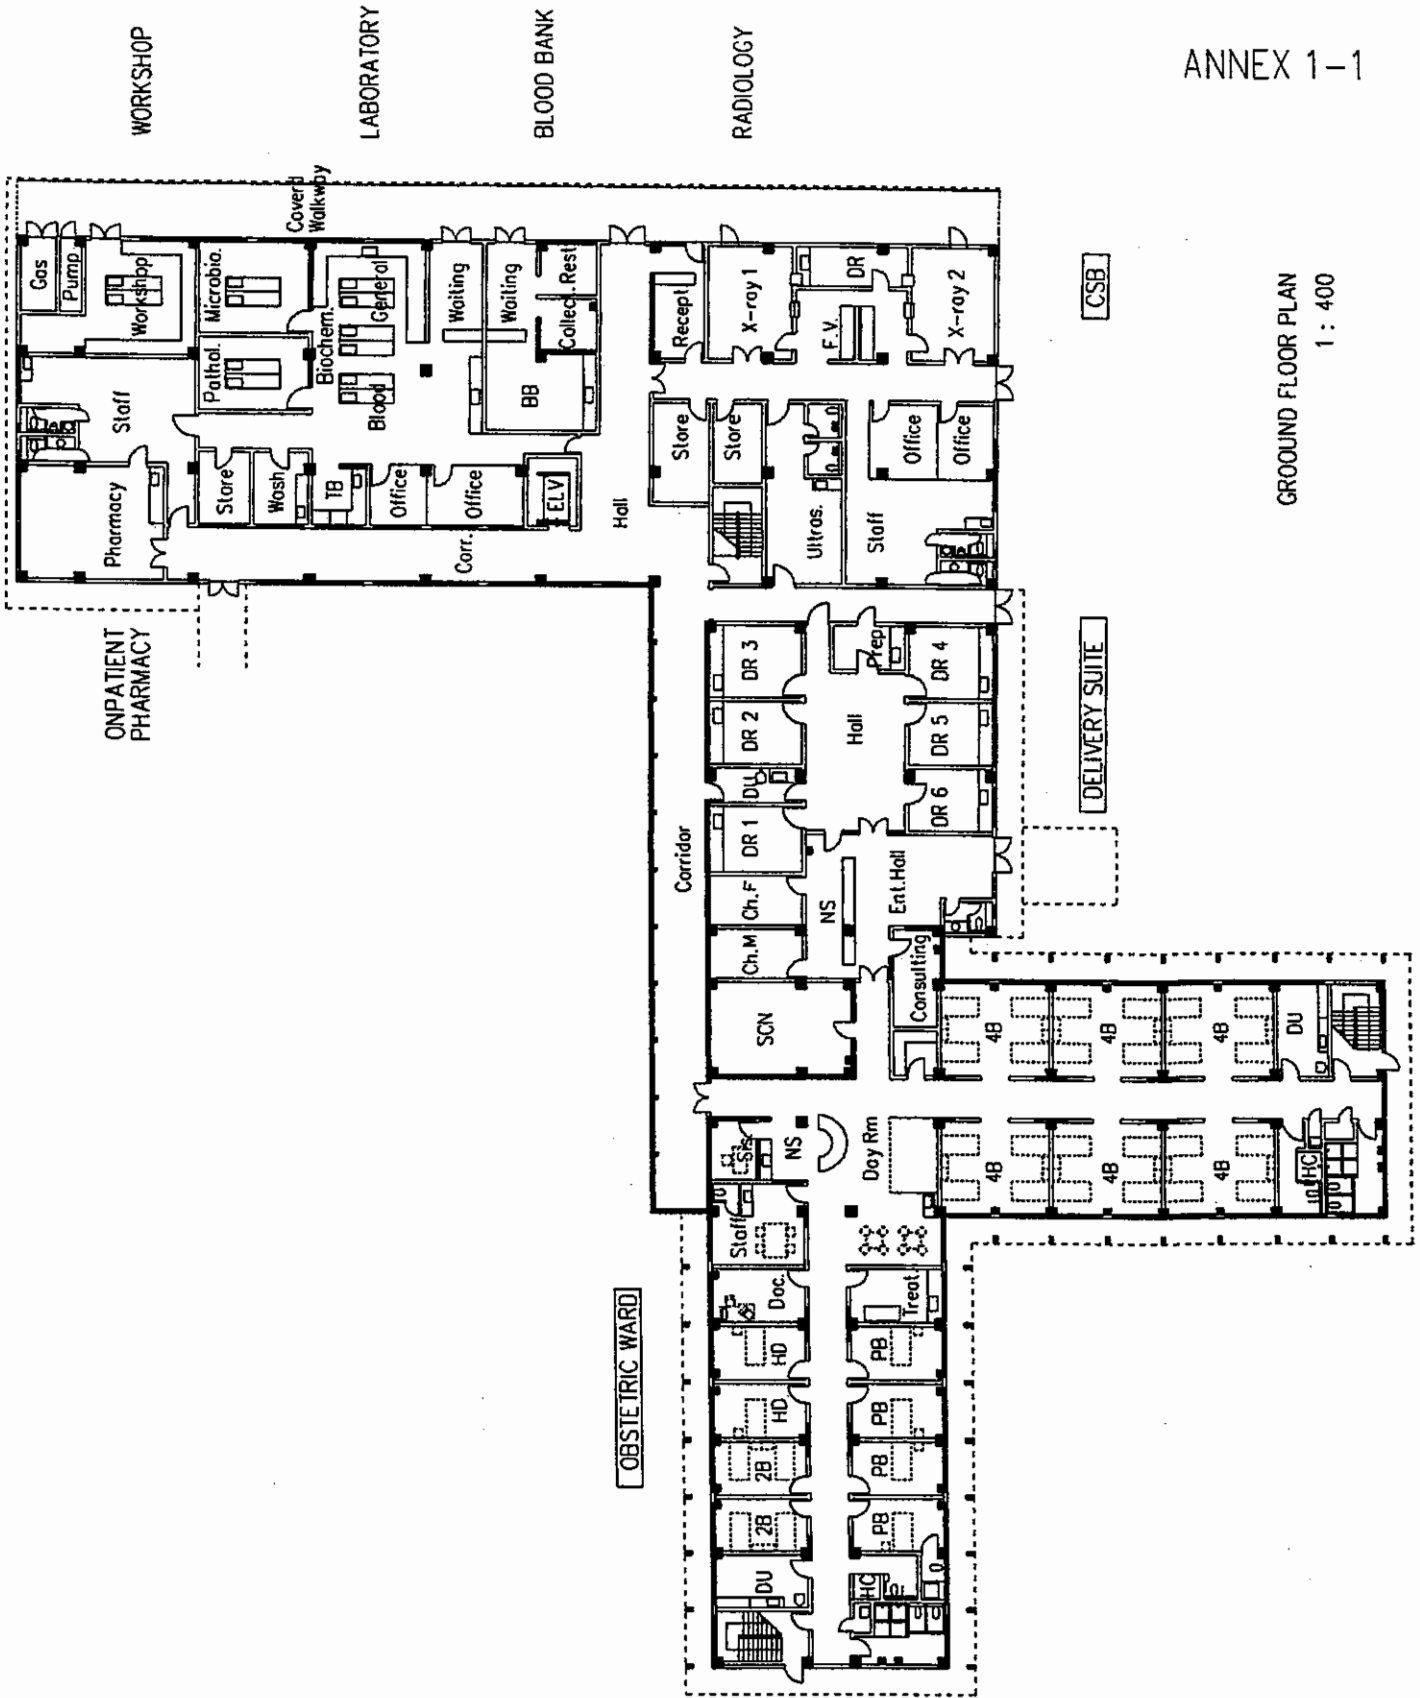 ANNEX 1-1
WORKSHOP
LABORATORY
BLOOD BANK
RADIOLOGY
Cover'd
Walkway
Gas
Pump
Workshop
Microbio.
Pathol.
Biochem.
General
Blood
Waiting
Waiting
Rest
Collect.
BB
Recept.
X-ray 1
DR
F.V.
X-ray 2
Staff
Pharmacy
Store
Wash
TB
Office
Office
ELV
Corr.
Hall
Store
Store
Ultras.
Staff
Office
Office
ONPATIENT
PHARMACY
CSB
GROOUND FLOOR PLAN
1 : 400
DELIVERY SUITE
Corridor
DR 3
DR 2
DU
DR 1
Ch.F
Ch.M
SCN
Prep
Hall
DR 4
DR 5
DR 6
NS
Ent.Hall
Consulting
4B
4B
4B
DU
4B
4B
4B
HC
OBSTETRIC WARD
Sis.
NS
Day Rm
Staff
Doc.
HD
HD
2B
2B
DU
Treat.
PB
PB
PB
PB
HC